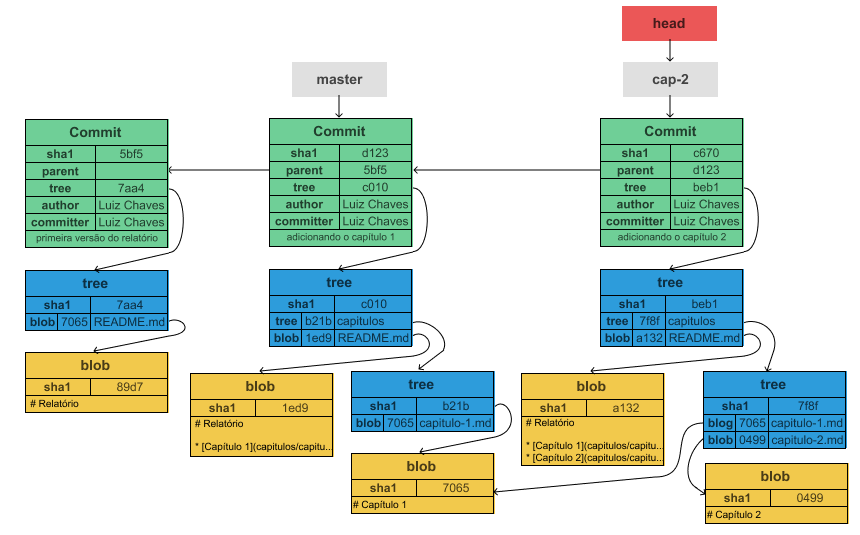 head
master
cap-2
Commit
sha1 5bf5
parent
tree 7aa4
author Luiz Chaves
committer Luiz Chaves
primeira versão do relatório
Commit
sha1 d123
parent 5bf5
tree c010
author Luiz Chaves
committer Luiz Chaves
adicionando o capítulo 1
Commit
sha1 c670
parent d123
tree beb1
author Luiz Chaves
committer Luiz Chaves
adicionando o capítulo 2
tree
sha1 7aa4
blob 7065 README.md
tree
sha1 c010
tree b21b capitulos
blob 1ed9 README.md
tree
sha1 beb1
tree 7f8f capitulos
blob a132 README.md
blob
sha1 89d7
# Relatório
blob
sha1 1ed9
# Relatório
* [Capítulo 1](capitulos/capitu...
tree
sha1 b21b
blob 7065 capitulo-1.md
blob
sha1 a132
# Relatório
* [Capítulo 1](capitulos/capitu...
* [Capítulo 2](capitulos/capitu...
tree
sha1 7f8f
blog 7065 capitulo-1.md
blob 0499 capitulo-2.md
blob
sha1 7065
# Capítulo 1
blob
sha1 0499
# Capítulo 2